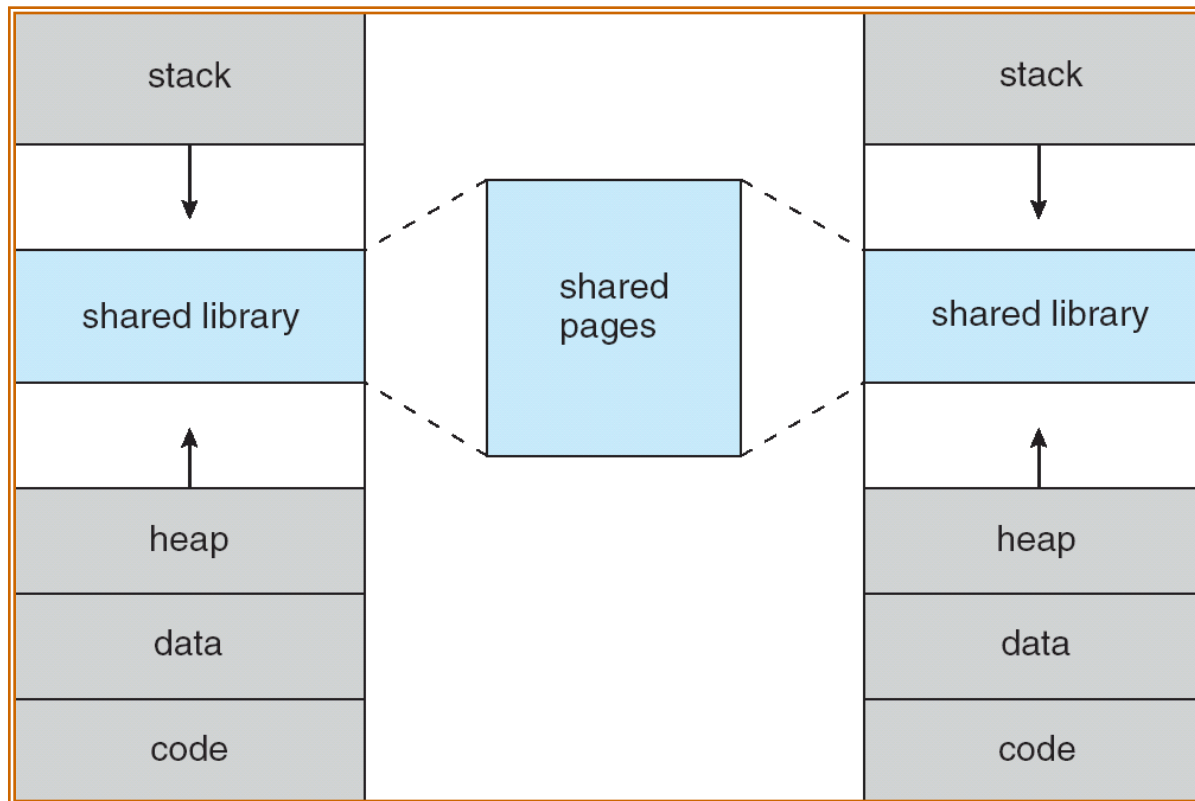 stack
shared library
heap
data
code
shared
pages
stack
shared library
heap
data
code